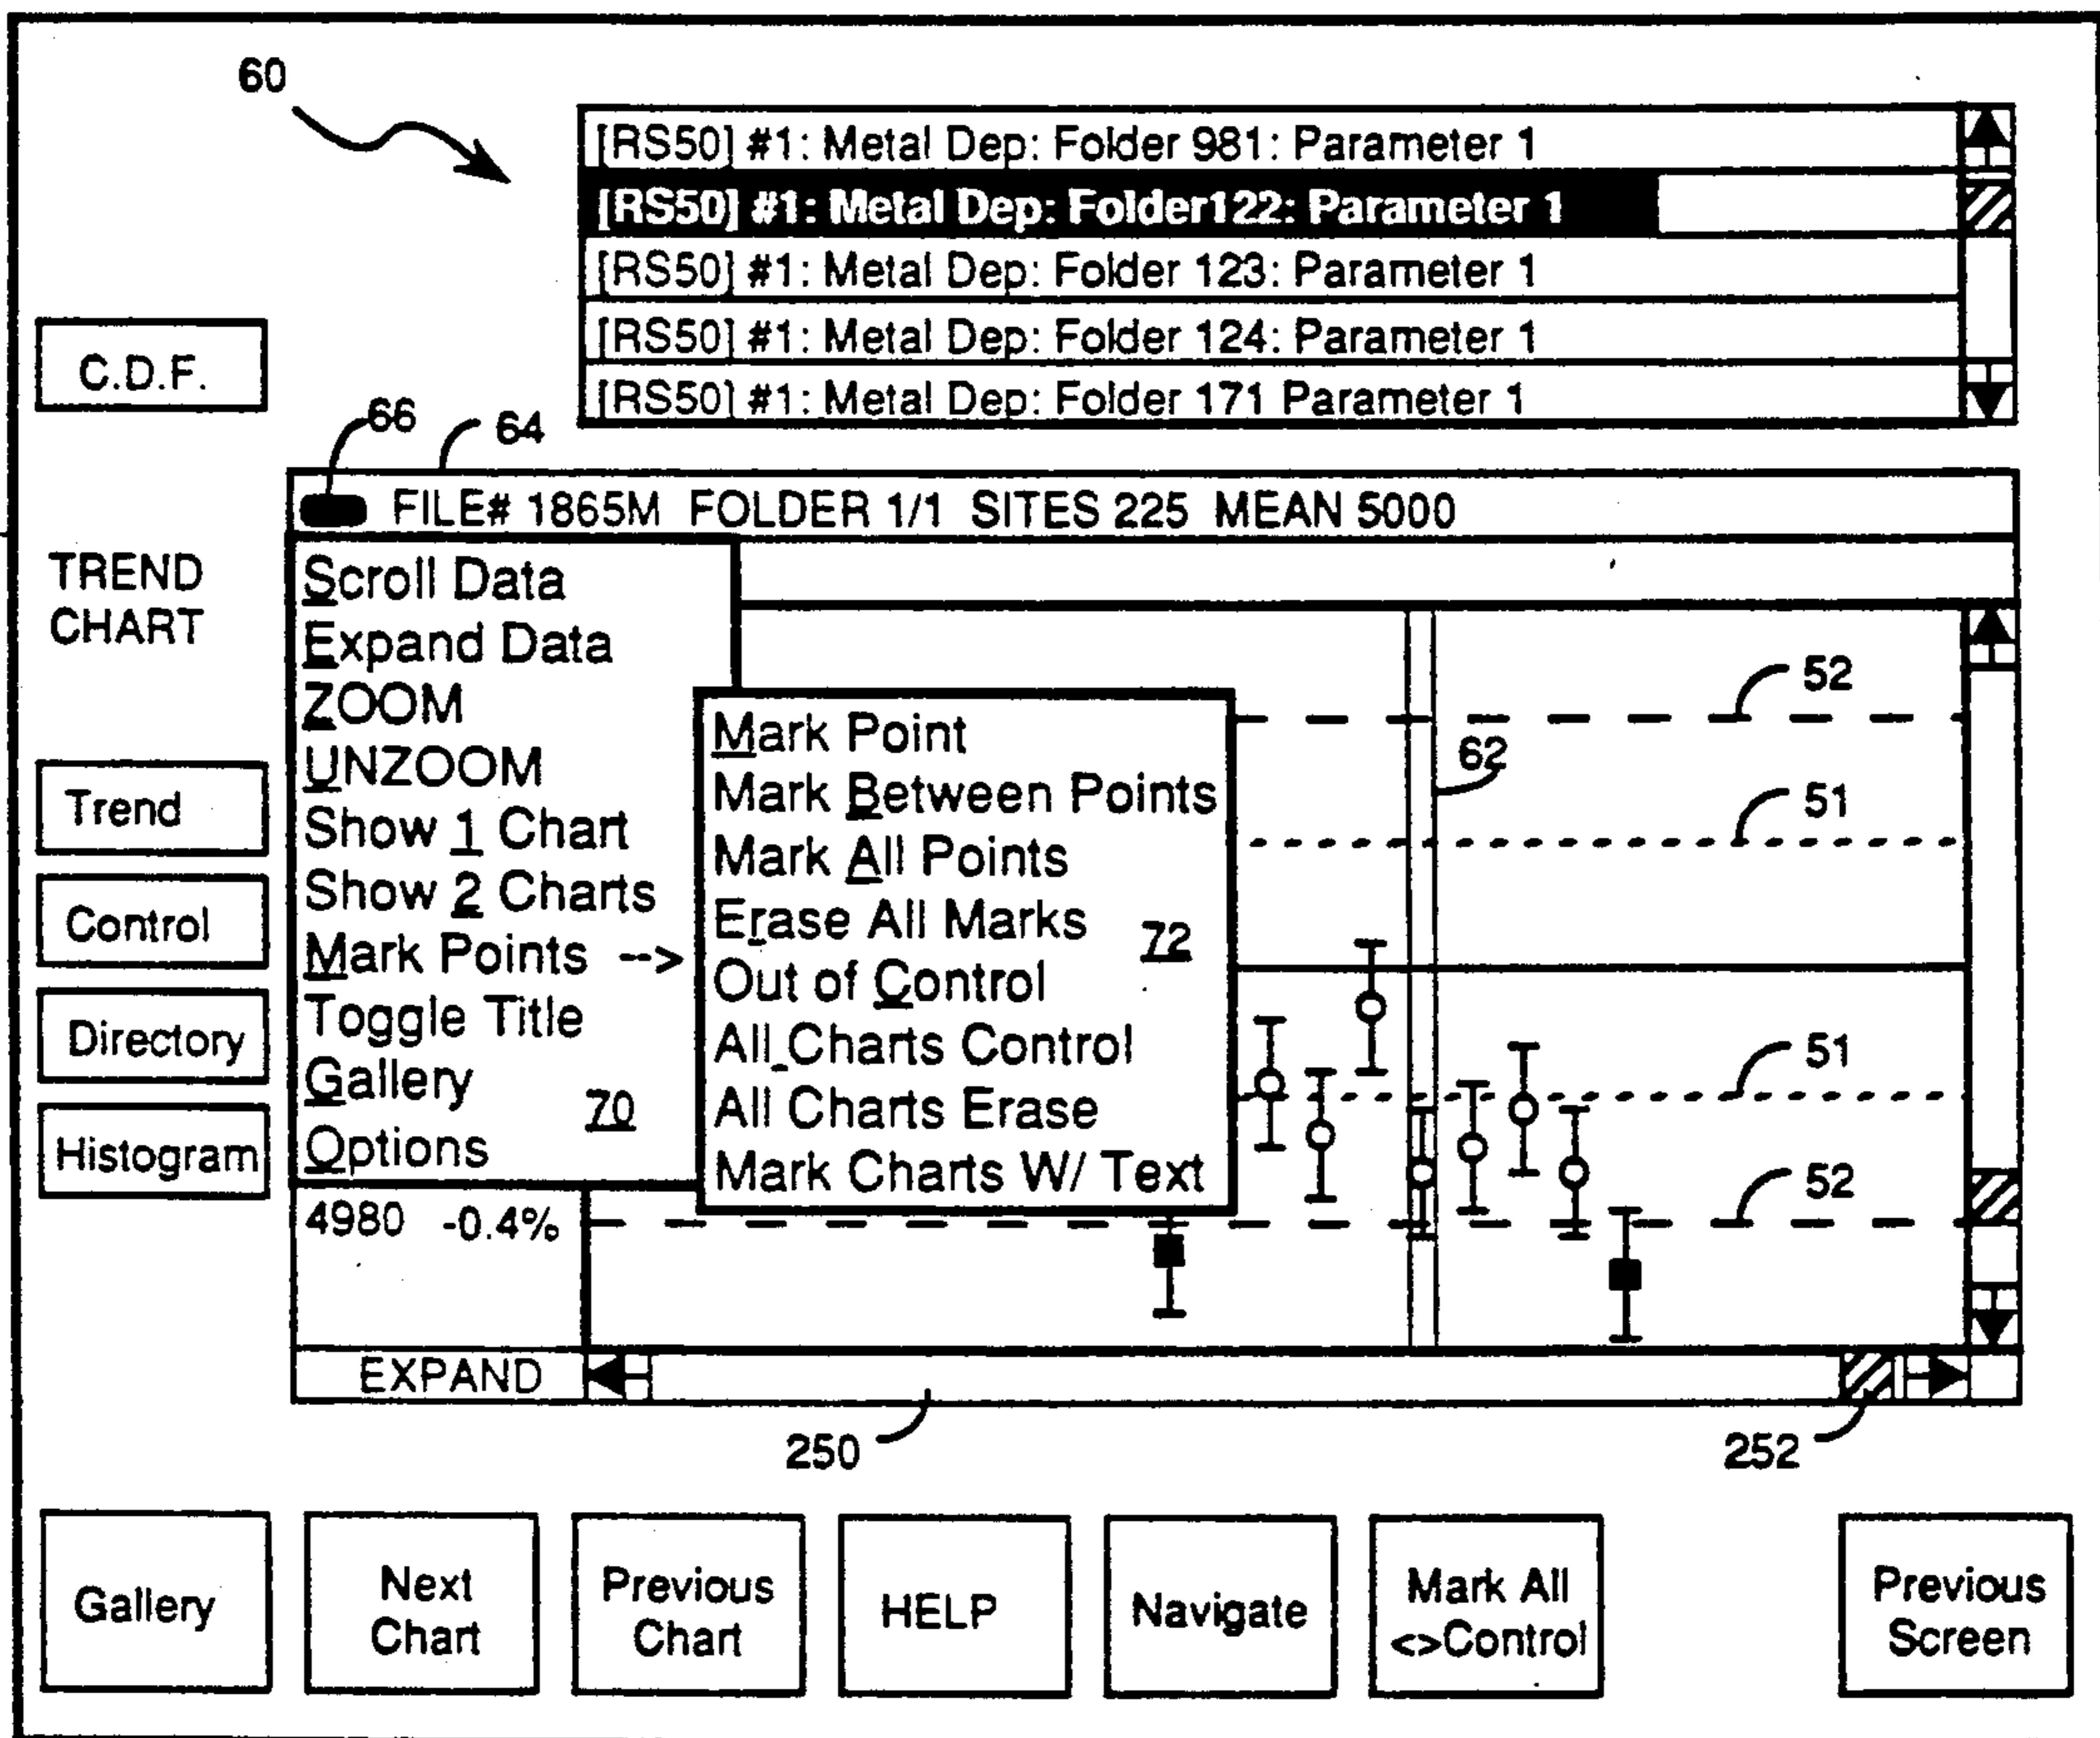 60
[RS50] #1: Metal Dep: Folder 981: Parameter 1
[RS50] #1: Metal Dep: Folder122: Parameter 1
[RS50] #1: Metal Dep: Folder 123: Parameter 1
[RS50] #1: Metal Dep: Folder 124: Parameter 1
[RS50] #1: Metal Dep: Folder 171 Parameter 1
C.D.F.
66
64
FILE# 1865M FOLDER 1/1 SITES 225 MEAN 5000
TREND
CHART
Trend
Control
Directory
Histogram
Scroll Data
Expand Data
ZOOM
UNZOOM
Show 1 Chart
Show 2 Charts
Mark Points -->
Toggle Title
Gallery
70
Options
Mark Point
Mark Between Points
Mark All Points
Erase All Marks
72
Out of Control
All Charts Control
All Charts Erase
Mark Charts W/ Text
52
62
51
51
52
4980 -0.4%
EXPAND
250
252
Gallery
Next
Chart
Previous
Chart
HELP
Navigate
Mark All
<>Control
Previous
Screen